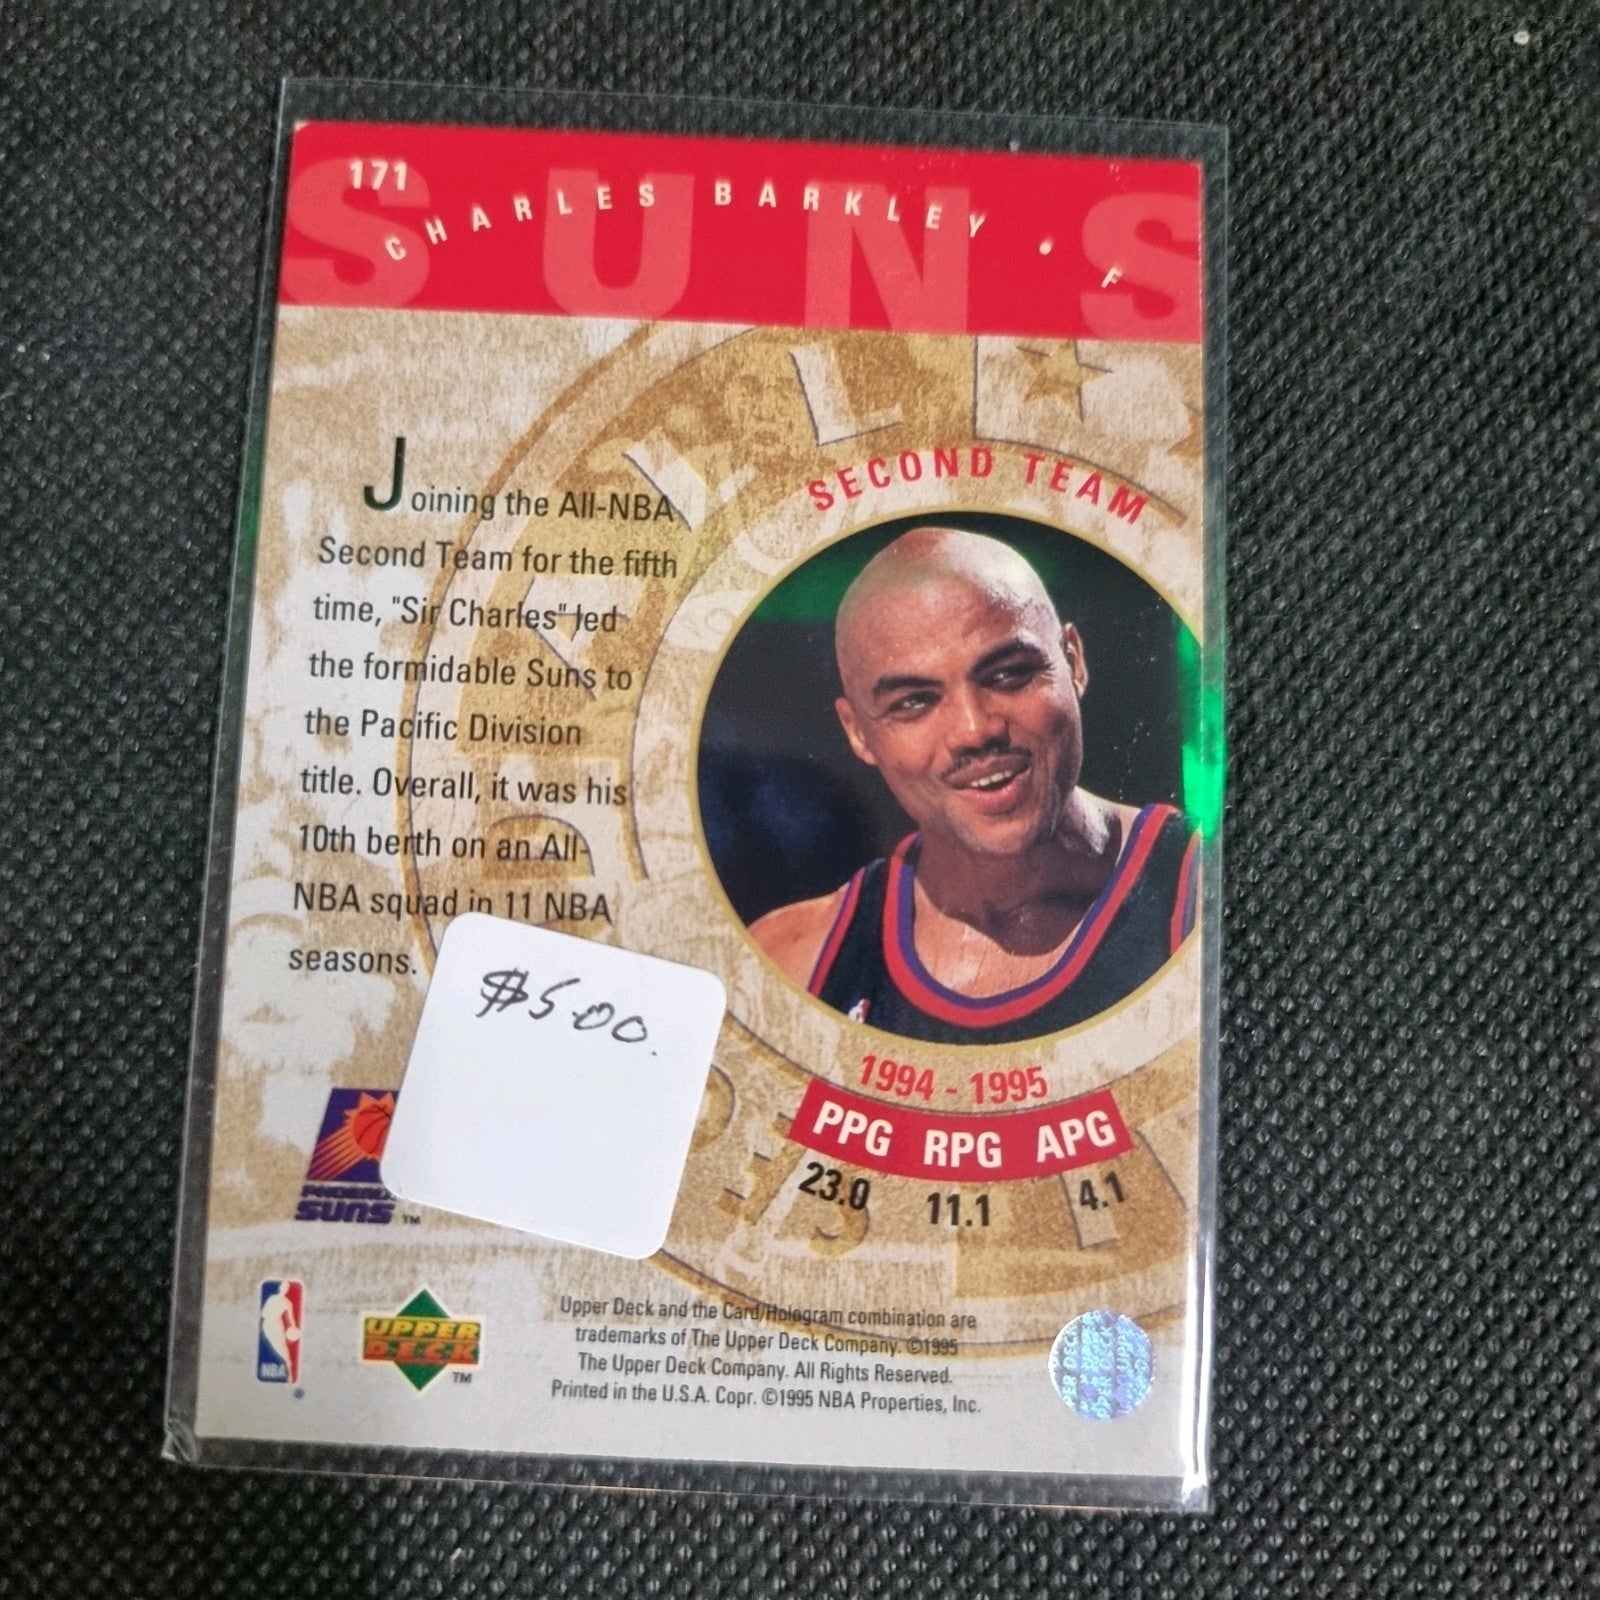 171
CHARLES BARKLEY • F
SUNS
Joining the All-NBA
Second Team for the fifth
time, "Sir Charles" led
the formidable Suns to
the Pacific Division
title. Overall, it was his
10th berth on an All-
NBA squad in 11 NBA
seasons.
SECOND TEAM
$5.00.
1994 - 1995
PPG RPG APG
23.0 11.1 4.1
PHOENIX
SUNS ™
NBA ®
UPPER
DECK ™
Upper Deck and the Card/Hologram combination are
trademarks of The Upper Deck Company. ©1995
The Upper Deck Company. All Rights Reserved.
Printed in the U.S.A. Copr. ©1995 NBA Properties, Inc.